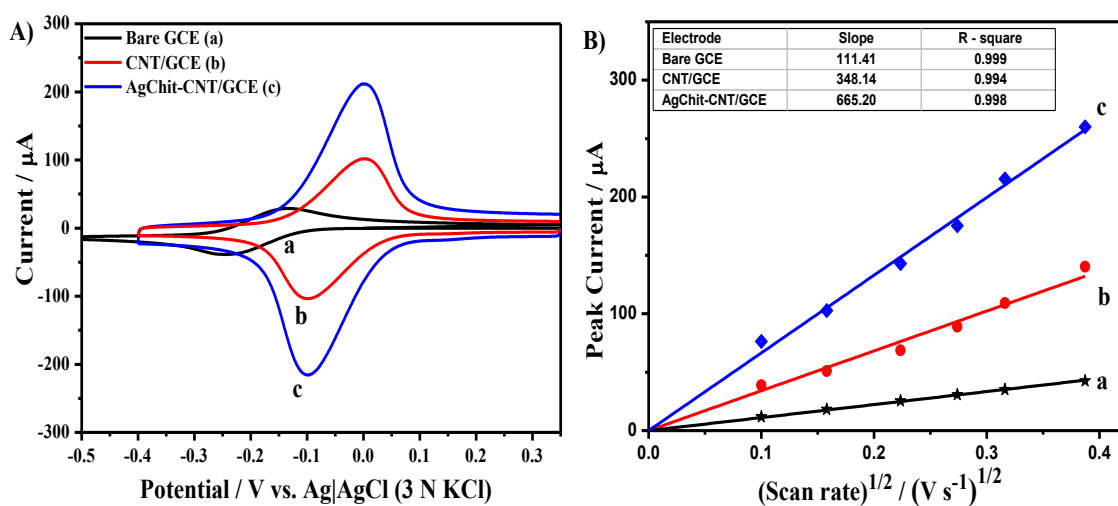 A)
Bare GCE (a)
CNT/GCE (b)
AgChit-CNT/GCE (c)
300
200
100
0
-100
-200
-300
Current / μA
a
b
c
-0.5 -0.4 -0.3 -0.2 -0.1 0.0 0.1 0.2 0.3
Potential / V vs. Ag|AgCl (3 N KCl)
B)
Electrode Slope R - square
Bare GCE 111.41 0.999
CNT/GCE 348.14 0.994
AgChit-CNT/GCE 665.20 0.998
300
200
100
0
Peak Current / μA
c
b
a
0.0 0.1 0.2 0.3 0.4
(Scan rate)^1/2 / (V s^-1)^1/2